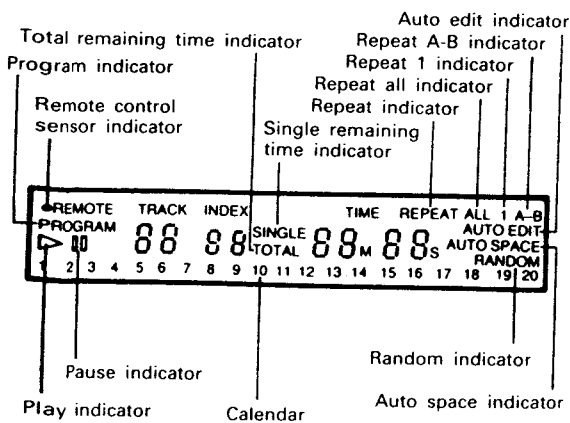 Auto edit indicator
Total remaining time indicator
Repeat A-B indicator
Program indicator
Repeat 1 indicator
Repeat all indicator
Remote control
sensor indicator
Repeat indicator
Single remaining
time indicator
REMOTE TRACK INDEX TIME REPEAT ALL 1 A-B
PROGRAM 88 88 SINGLE 88M 88S AUTO EDIT
TOTAL AUTO SPACE
RANDOM
1 2 3 4 5 6 7 8 9 10 11 12 13 14 15 16 17 18 19 20
Pause indicator
Random indicator
Play indicator
Calendar
Auto space indicator